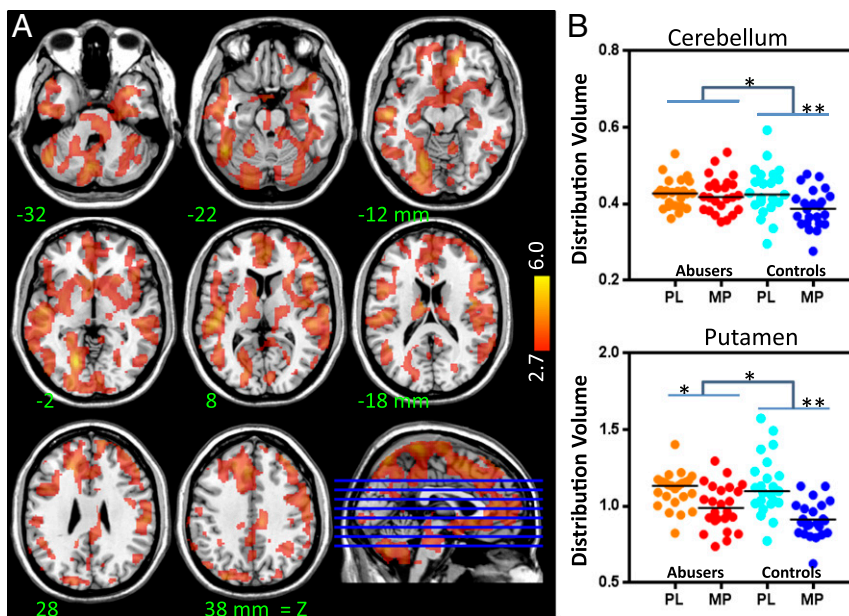 A
-32
-22
-12 mm
-2
8
-18 mm
28
38 mm = Z
6.0
2.7
B
Cerebellum
Distribution Volume
0.8
0.6
0.4
0.2
*
**
Abusers
Controls
PL
MP
PL
MP
Putamen
Distribution Volume
2.0
1.5
1.0
0.5
*
*
**
Abusers
Controls
PL
MP
PL
MP